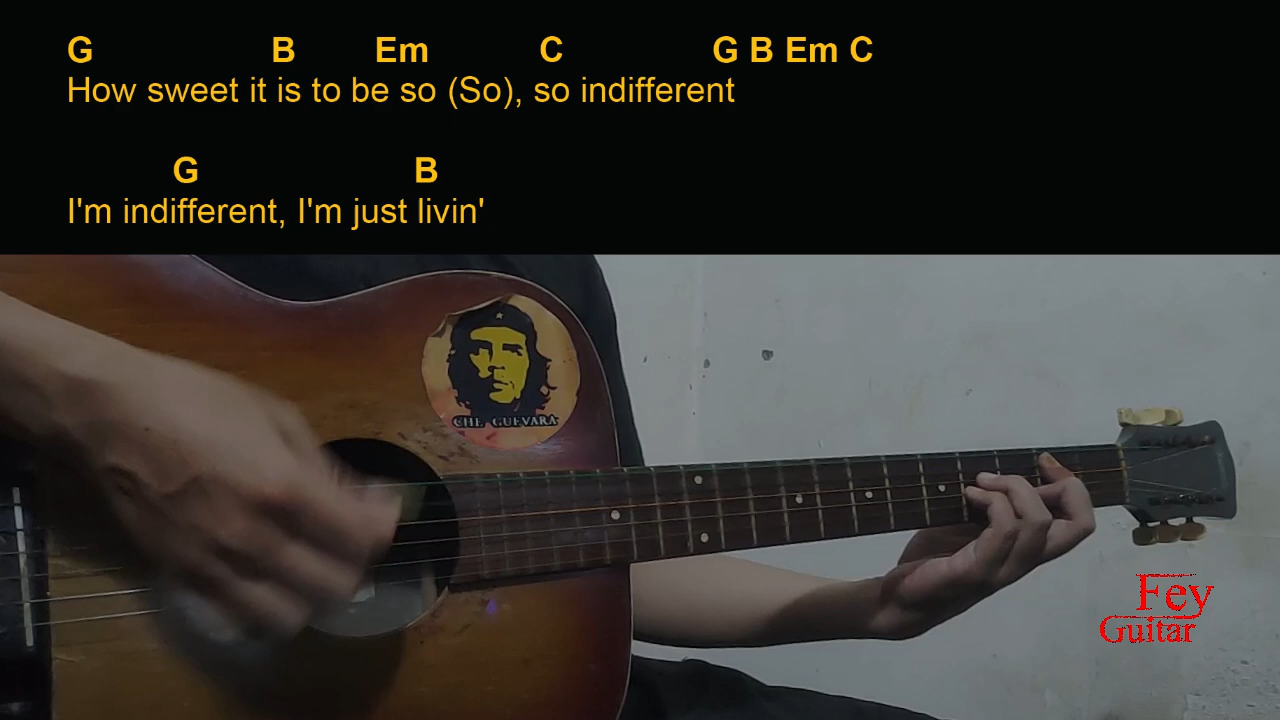 G B Em C G B Em C
How sweet it is to be so (So), so indifferent
G B
I'm indifferent, I'm just livin'
CHE GUEVARA
Fey
Guitar